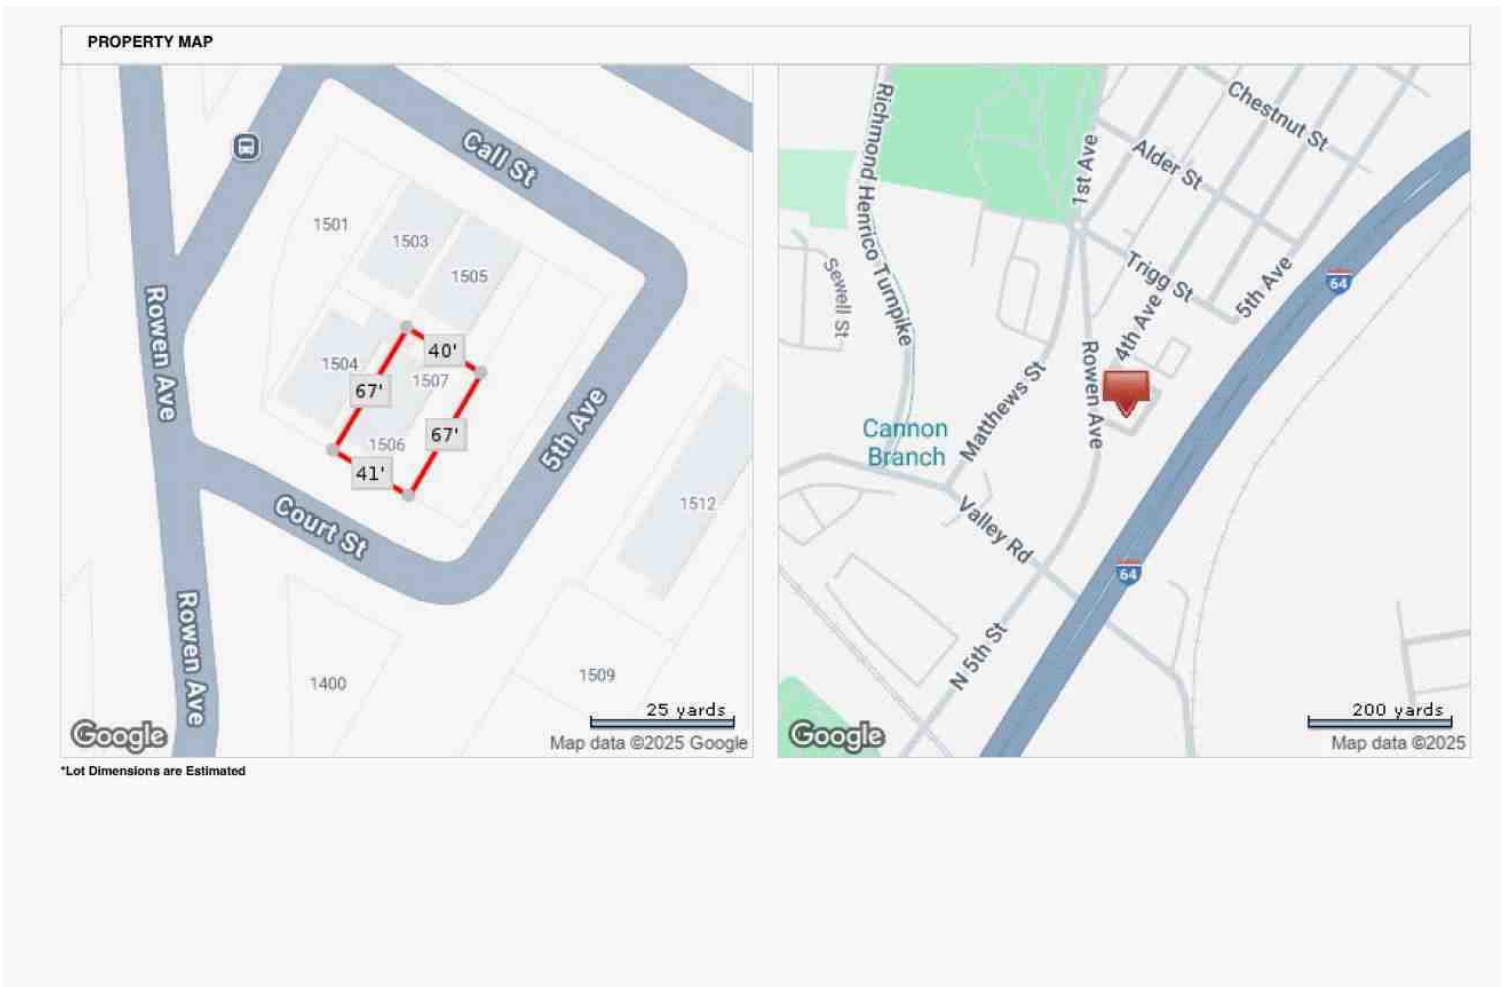 PROPERTY MAP
Call St
1501
1503
1505
Rowen Ave
1504
40'
67'
1507
67'
1506
41'
5th Ave
Court St
1512
Rowen Ave
1400
1509
25 yards
Google
Map data ©2025 Google
Richmond Henrico Turnpike
1st Ave
Chestnut St
Alder St
Sewell St
Trigg St
5th Ave
64
4th Ave
Rowen Ave
Matthews St
Cannon
Branch
Valley Rd
64
N 5th St
200 yards
Google
Map data ©2025
*Lot Dimensions are Estimated